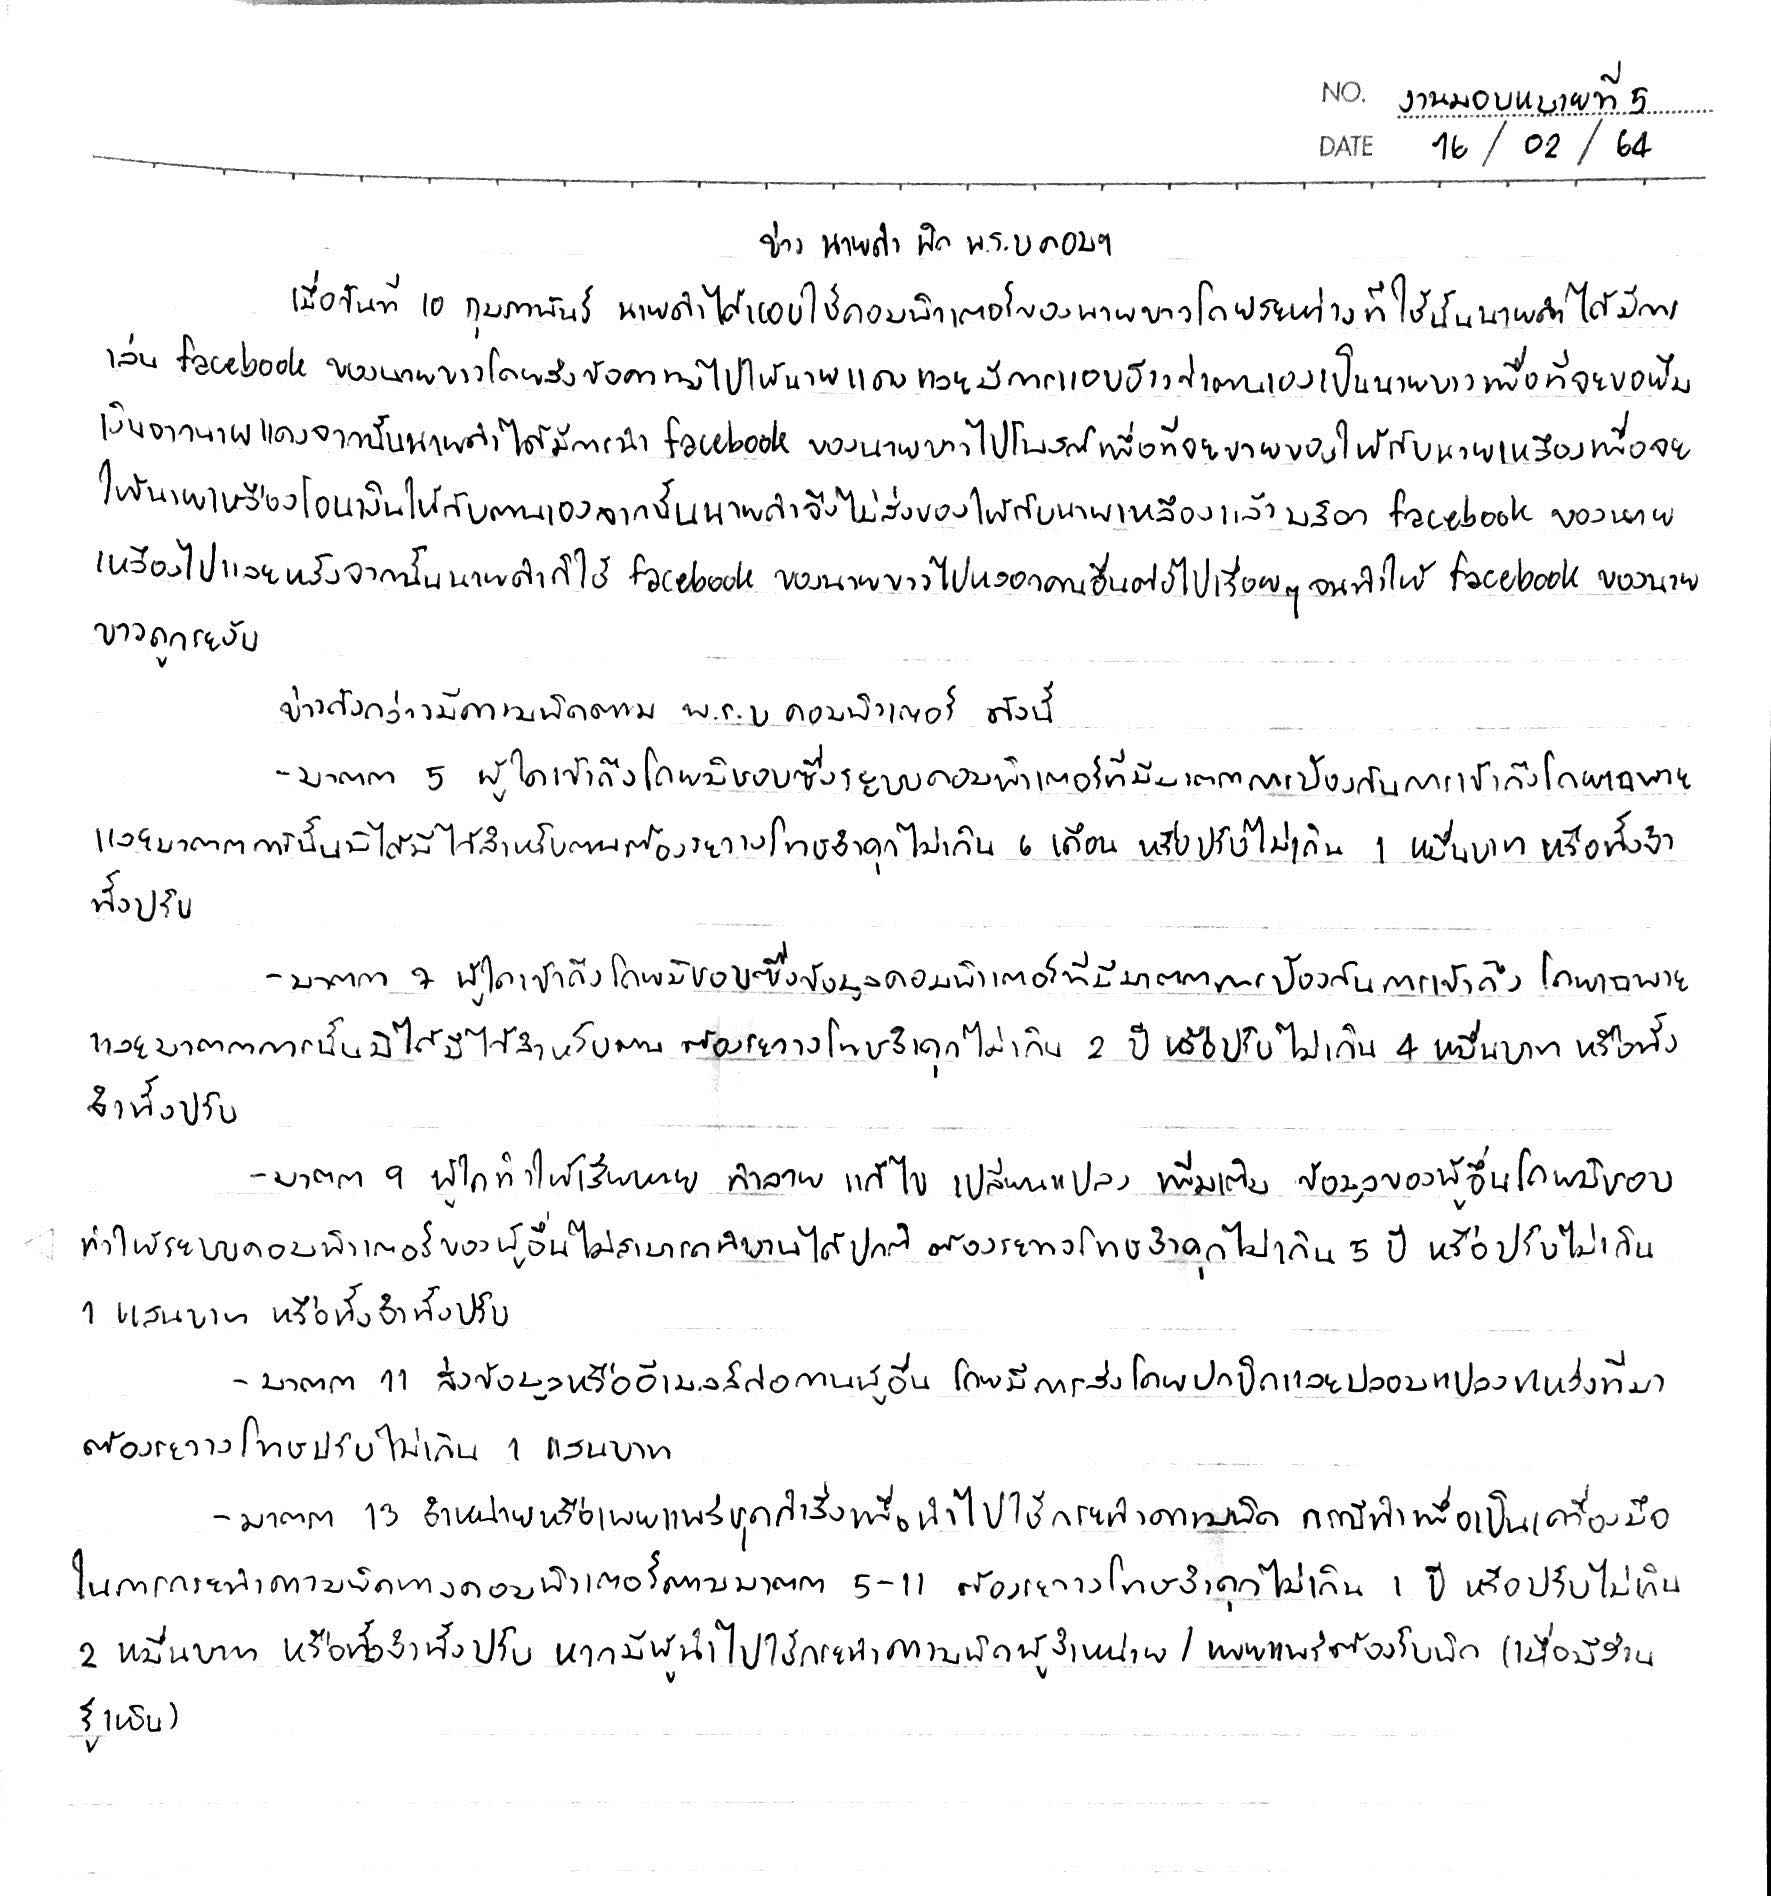 NO. งานมอบหมายที่ 5
DATE 16 / 02 / 64
ข่าว นายดำ ผิด พ.ร.บ คอมฯ
เมื่อวันที่ 10 กุมภาพันธ์ นายดำได้แอบใช้คอมพิวเตอร์ของนายขาวโดยระหว่างที่ใช้นั้นนายดำได้มีการ
เล่น facebook ของนายขาวโดยส่งข้อความไปให้นายแดงและมีการแอบอ้างว่าตนเองเป็นนายขาวเพื่อที่จะขอยืม
เงินจากนายแดงจากนั้นนายดำได้มีการนำ facebook ของนายขาวไปโพสต์เพื่อที่จะขายของให้กับนายเหลืองเพื่อจะ
ให้นายเหลืองโอนเงินให้กับตนเองจากนั้นนายดำจึงไม่ส่งของให้กับนายเหลืองแล้วบล็อก facebook ของนาย
เหลืองไปและหลังจากนั้นนายดำก็ใช้ facebook ของนายขาวไปหลอกคนอื่นต่อไปเรื่อยๆ จนทำให้ facebook ของนาย
ขาวถูกระงับ
ข่าวดังกว่าวมีความผิดตาม พ.ร.บ คอมพิวเตอร์ ดังนี้
-มาตรา 5 ผู้ใดเข้าถึงโดยมิชอบซึ่งระบบคอมพิวเตอร์ที่มีมาตรการป้องกันการเข้าถึงโดยเฉพาะ
และมาตรการนั้นมิได้มีไว้สำหรับตนต้องระวางโทษจำคุกไม่เกิน 6 เดือน หรือปรับไม่เกิน 1 หมื่นบาท หรือทั้งจำ
ทั้งปรับ
-มาตรา 7 ผู้ใดเข้าถึงโดยมิชอบซึ่งข้อมูลคอมพิวเตอร์ที่มีมาตรการป้องกันการเข้าถึง โดยเฉพาะ
และมาตรการนั้นมิได้มีไว้สำหรับตน ต้องระวางโทษจำคุกไม่เกิน 2 ปี หรือปรับไม่เกิน 4 หมื่นบาท หรือทั้ง
จำทั้งปรับ
-มาตรา 9 ผู้ใดทำให้เสียหาย ทำลาย แก้ไข เปลี่ยนแปลง เพิ่มเติม ข้อมูลของผู้อื่นโดยมิชอบ
ทำให้ระบบคอมพิวเตอร์ของผู้อื่นไม่สามารถทำงานได้ปกติ ต้องระวางโทษจำคุกไม่เกิน 5 ปี หรือปรับไม่เกิน
1 แสนบาท หรือทั้งจำทั้งปรับ
-มาตรา 11 ส่งข้อมูลหรืออีเมลล์ก่อกวนผู้อื่น โดยมีการส่งโดยปกปิดและปลอมแปลงแหล่งที่มา
ต้องระวางโทษปรับไม่เกิน 1 แสนบาท
-มาตรา 13 จำหน่ายหรือเผยแพร่ชุดคำสั่งเพื่อนำไปใช้กระทำความผิด กรณีทำเพื่อเป็นเครื่องมือ
ในการกระทำความผิดทางคอมพิวเตอร์ตามมาตรา 5-11 ต้องระวางโทษจำคุกไม่เกิน 1 ปี หรือปรับไม่เกิน
2 หมื่นบาท หรือทั้งจำทั้งปรับ หากมีผู้นำไปใช้กระทำความผิดผู้จำหน่าย / เผยแพร่ต้องรับผิด (เมื่อมีส่วน
รู้เห็น)